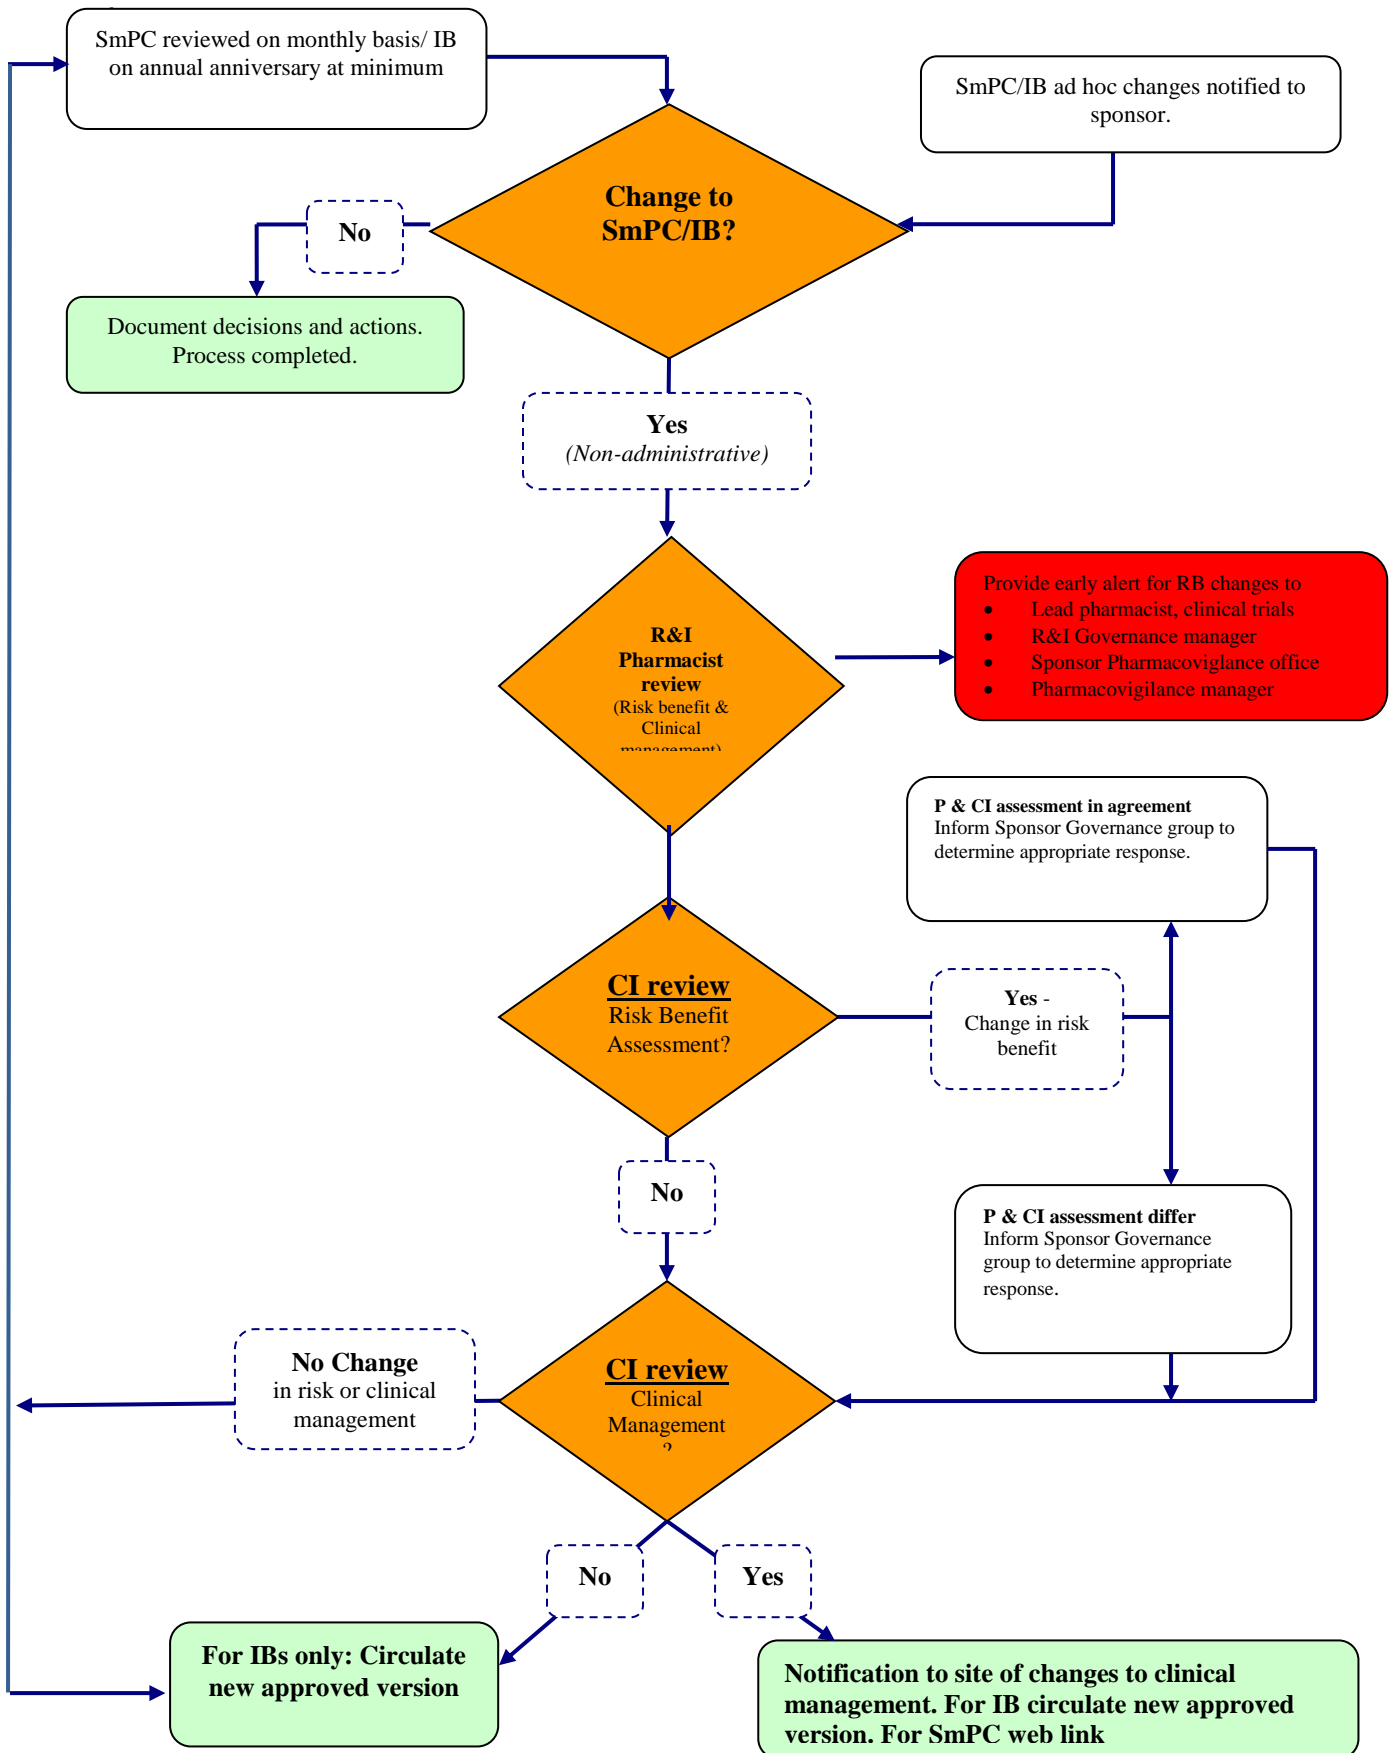 SmPC reviewed on monthly basis/ IB
on annual anniversary at minimum
SmPC/IB ad hoc changes notified to
sponsor.
Change to
SmPC/IB?
No
Document decisions and actions.
Process completed.
Yes
(Non-administrative)
R&I
Pharmacist
review
(Risk benefit &
Clinical
management)
Provide early alert for RB changes to
• Lead pharmacist, clinical trials
• R&I Governance manager
• Sponsor Pharmacoviglance office
• Pharmacovigilance manager
P & CI assessment in agreement
Inform Sponsor Governance group to
determine appropriate response.
CI review
Risk Benefit
Assessment?
Yes -
Change in risk
benefit
No
P & CI assessment differ
Inform Sponsor Governance
group to determine appropriate
response.
No Change
in risk or clinical
management
CI review
Clinical
Management
?
No
Yes
For IBs only: Circulate
new approved version
Notification to site of changes to clinical
management. For IB circulate new approved
version. For SmPC web link